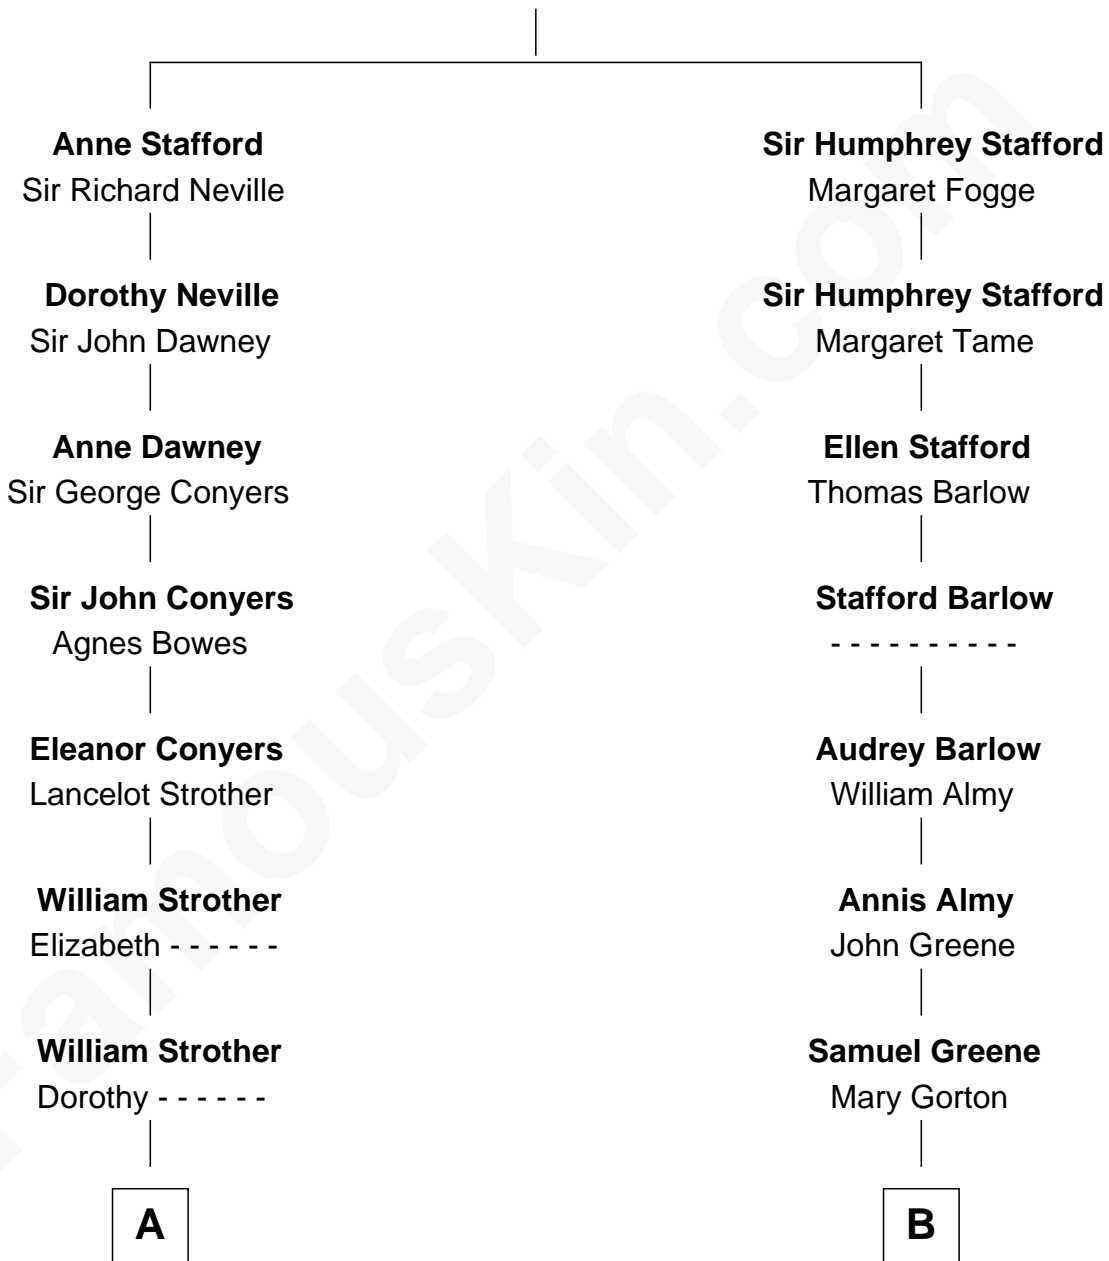 Anne Stafford
Sir Richard Neville
Dorothy Neville
Sir John Dawney
Anne Dawney
Sir George Conyers
Sir John Conyers
Agnes Bowes
Eleanor Conyers
Lancelot Strother
William Strother
Elizabeth - - - - - -
William Strother
Dorothy - - - - - -
A
Sir Humphrey Stafford
Margaret Fogge
Sir Humphrey Stafford
Margaret Tame
Ellen Stafford
Thomas Barlow
Stafford Barlow
- - - - - - - - - -
Audrey Barlow
William Almy
Annis Almy
John Greene
Samuel Greene
Mary Gorton
B
FamousKin.com